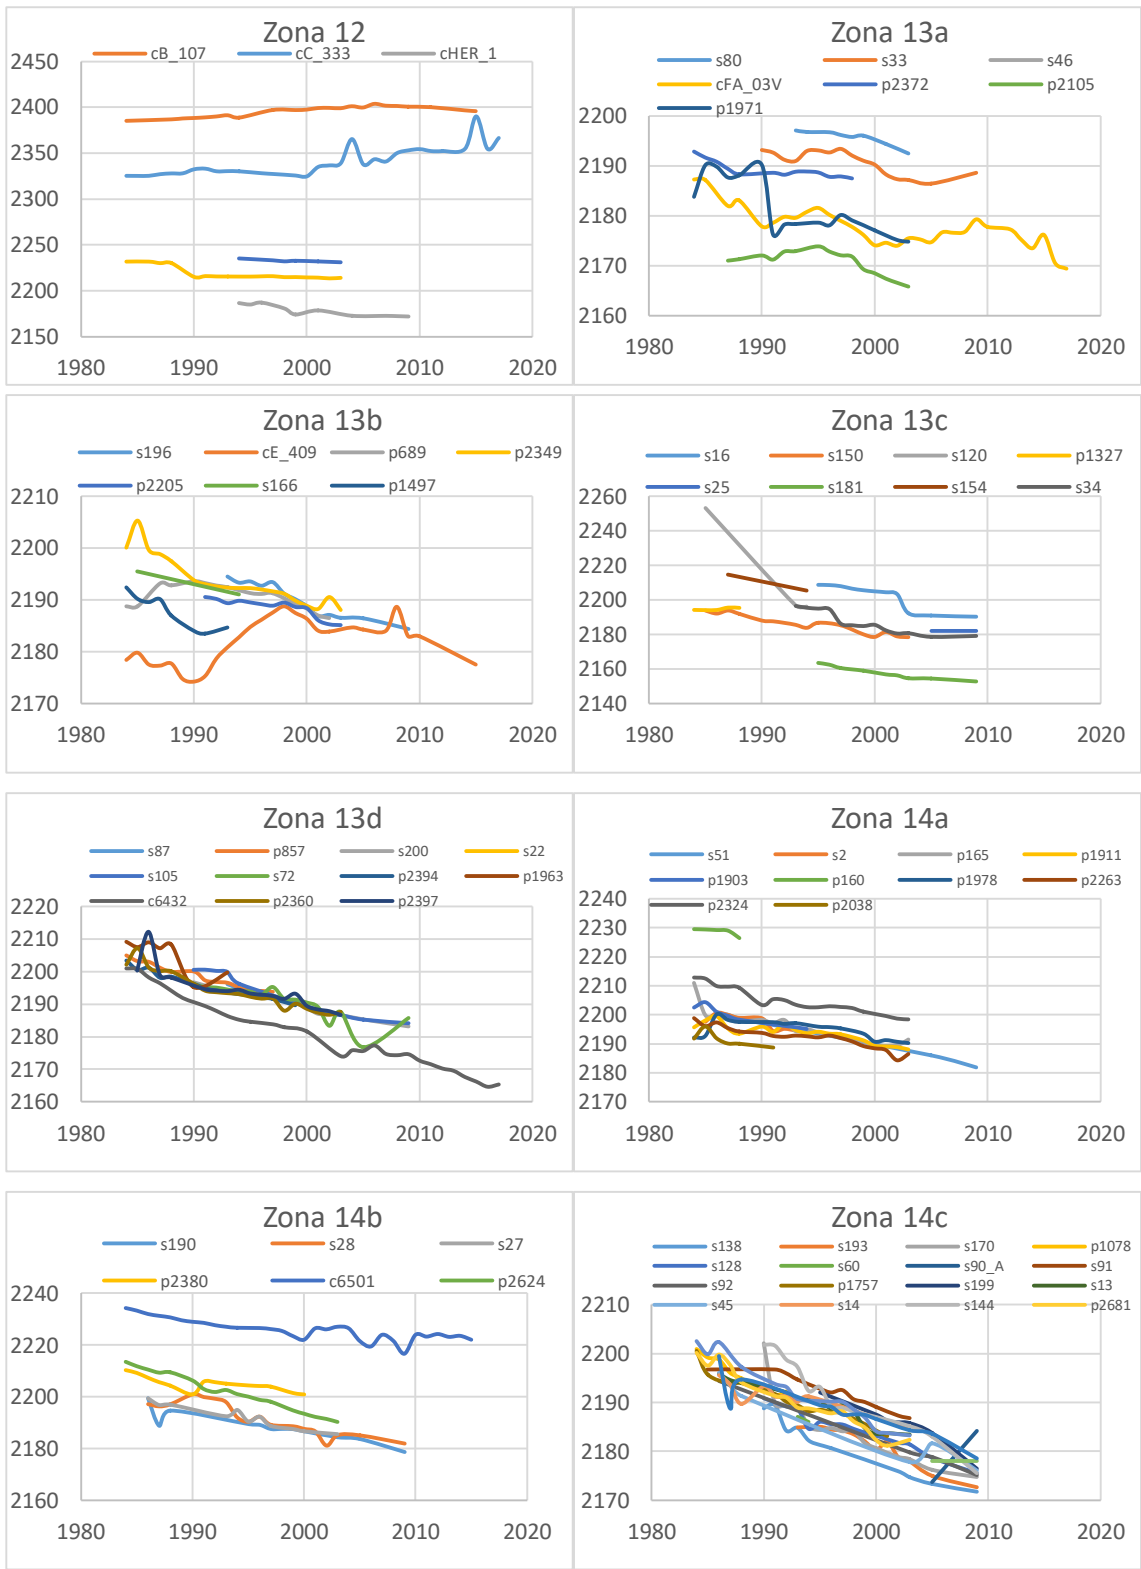 Zona 12
cB_107 cC_333 cHER_1
2450
2400
2350
2300
2250
2200
2150
1980 1990 2000 2010 2020
Zona 13a
s80 s33 s46
cFA_03V p2372 p2105
p1971
2200
2190
2180
2170
2160
1980 1990 2000 2010 2020
Zona 13b
s196 cE_409 p689 p2349
p2205 s166 p1497
2210
2200
2190
2180
2170
1980 1990 2000 2010 2020
Zona 13c
s16 s150 s120 p1327
s25 s181 s154 s34
2260
2240
2220
2200
2180
2160
2140
1980 1990 2000 2010 2020
Zona 13d
s87 p857 s200 s22
s105 s72 p2394 p1963
c6432 p2360 p2397
2220
2210
2200
2190
2180
2170
2160
1980 1990 2000 2010 2020
Zona 14a
s51 s2 p165 p1911
p1903 p160 p1978 p2263
p2324 p2038
2240
2230
2220
2210
2200
2190
2180
2170
1980 1990 2000 2010 2020
Zona 14b
s190 s28 s27
p2380 c6501 p2624
2240
2220
2200
2180
2160
1980 1990 2000 2010 2020
Zona 14c
s138 s193 s170 p1078
s128 s60 s90_A s91
s92 p1757 s199 s13
s45 s14 s144 p2681
2210
2200
2190
2180
2170
1980 1990 2000 2010 2020